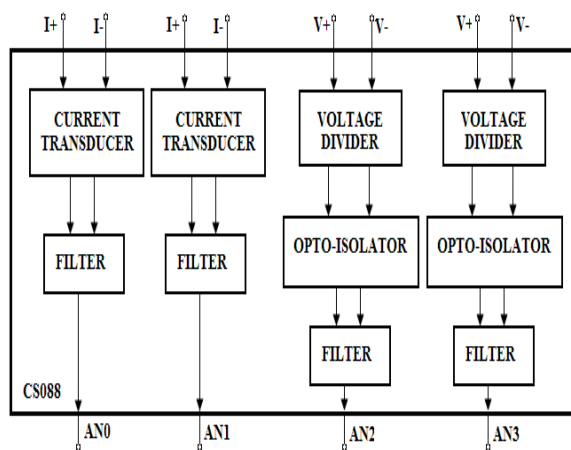 I+ I- I+ I- V+ V- V+ V-
CURRENT
TRANSDUCER
CURRENT
TRANSDUCER
VOLTAGE
DIVIDER
VOLTAGE
DIVIDER
OPTO-ISOLATOR
OPTO-ISOLATOR
FILTER
FILTER
FILTER
FILTER
CS088
AN0 AN1 AN2 AN3